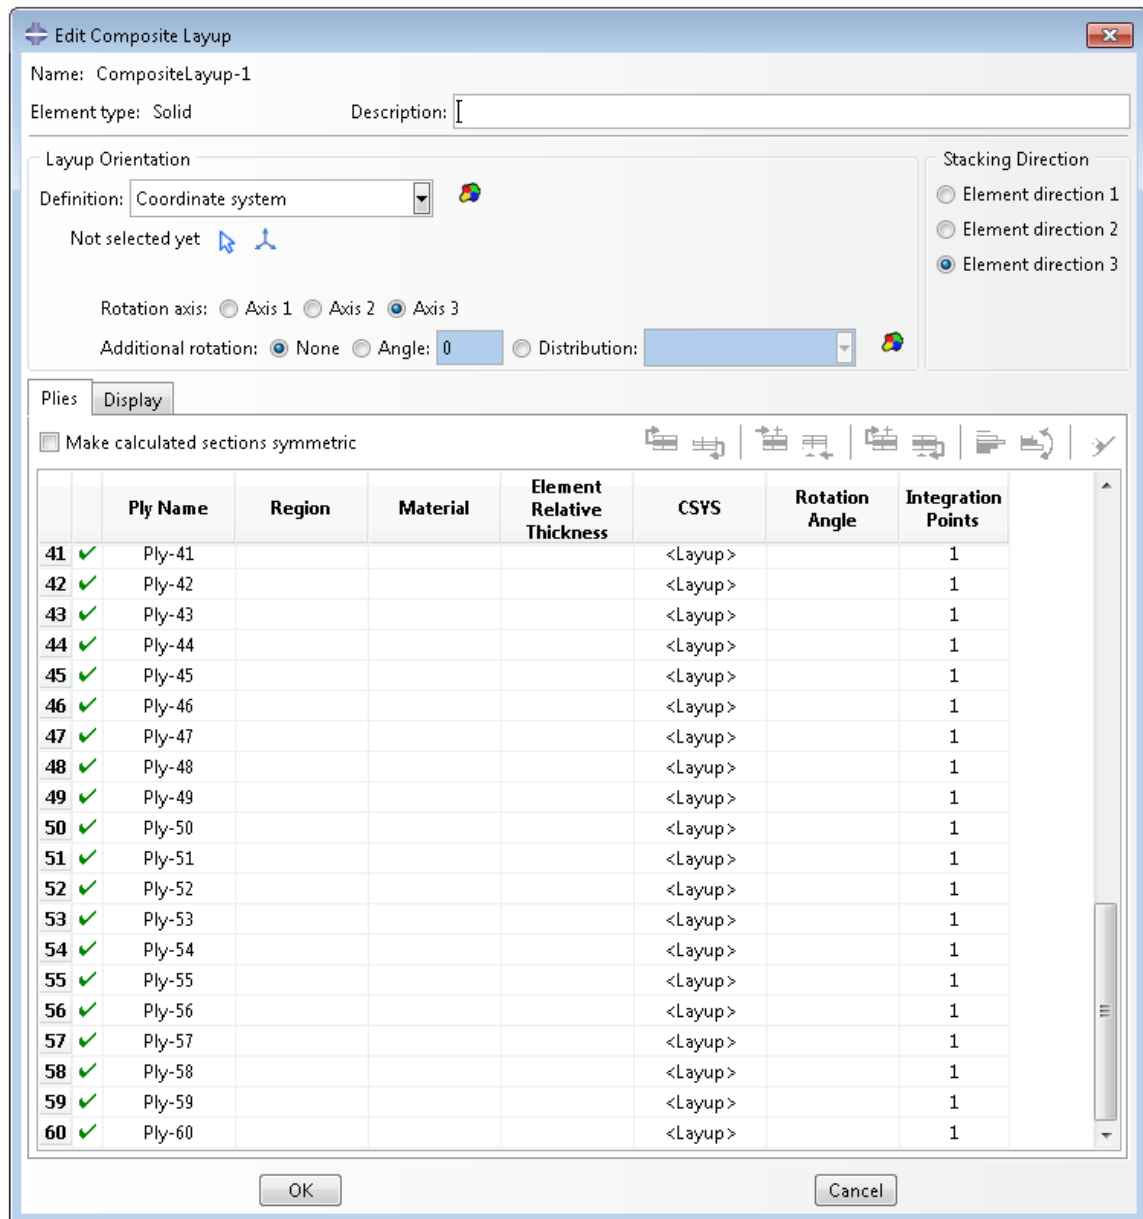 Edit Composite Layup
Name: CompositeLayup-1
Element type: Solid Description:
Layup Orientation
Stacking Direction
Definition: Coordinate system
Element direction 1
Not selected yet
Element direction 2
Element direction 3
Rotation axis: Axis 1 Axis 2 Axis 3
Additional rotation: None Angle: 0 Distribution:
Plies Display
Make calculated sections symmetric
Ply Name Region Material Element Relative Thickness CSYS Rotation Angle Integration Points
41 Ply-41 <Layup> 1
42 Ply-42 <Layup> 1
43 Ply-43 <Layup> 1
44 Ply-44 <Layup> 1
45 Ply-45 <Layup> 1
46 Ply-46 <Layup> 1
47 Ply-47 <Layup> 1
48 Ply-48 <Layup> 1
49 Ply-49 <Layup> 1
50 Ply-50 <Layup> 1
51 Ply-51 <Layup> 1
52 Ply-52 <Layup> 1
53 Ply-53 <Layup> 1
54 Ply-54 <Layup> 1
55 Ply-55 <Layup> 1
56 Ply-56 <Layup> 1
57 Ply-57 <Layup> 1
58 Ply-58 <Layup> 1
59 Ply-59 <Layup> 1
60 Ply-60 <Layup> 1
OK Cancel